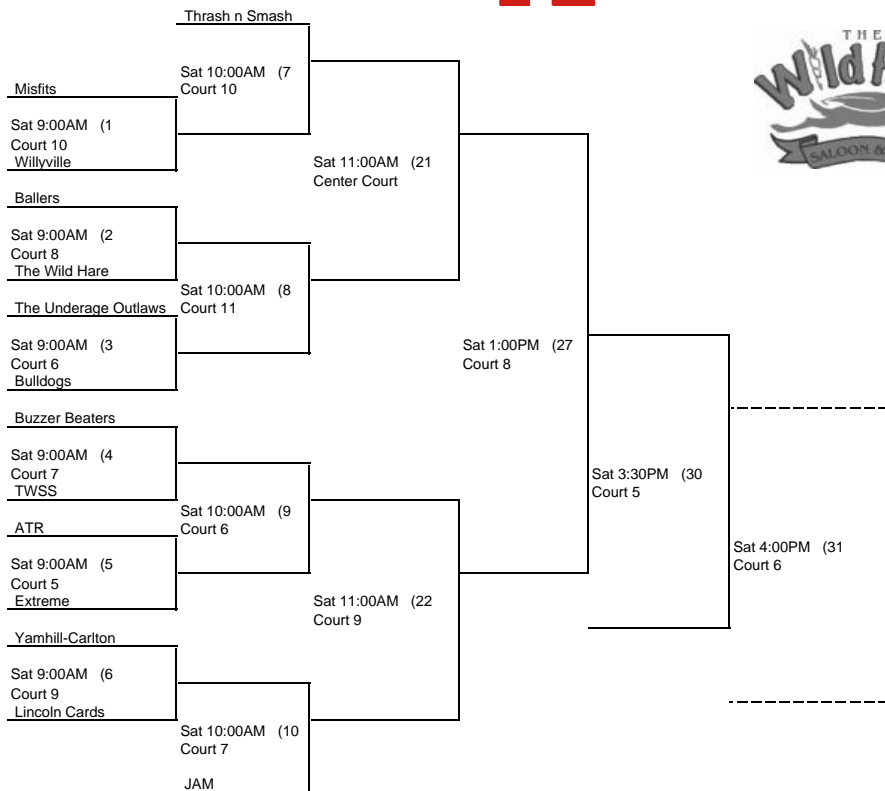 Thrash n Smash
THE
Wild
SALOON &
Sat 10:00AM (7
Court 10
Misfits
Sat 9:00AM (1
Court 10
Willyville
Sat 11:00AM (21
Center Court
Ballers
Sat 9:00AM (2
Court 8
The Wild Hare
Sat 10:00AM (8
Court 11
The Underage Outlaws
Sat 9:00AM (3
Court 6
Bulldogs
Sat 1:00PM (27
Court 8
Buzzer Beaters
Sat 9:00AM (4
Court 7
TWSS
Sat 3:30PM (30
Court 5
Sat 10:00AM (9
Court 6
ATR
Sat 9:00AM (5
Court 5
Extreme
Sat 4:00PM (31
Court 6
Sat 11:00AM (22
Court 9
Yamhill-Carlton
Sat 9:00AM (6
Court 9
Lincoln Cards
Sat 10:00AM (10
Court 7
JAM